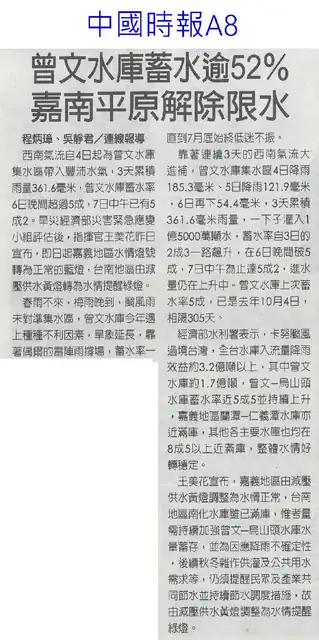 中國時報A8
曾文水庫蓄水逾52%
嘉南平原解除限水
程炳璋、吳靜君／連線報導
西南氣流自4日起為曾文水庫
集水區帶入豐沛水氣，3天累積
雨量361.6毫米，曾文水庫蓄水率
6日晚間超過5成，7日中午已有5
成2。旱災經濟部災害緊急應變
小組評估後，指揮官王美花昨日
宣布，即日起嘉義地區水情燈號
轉為正常的藍燈，台南地區由減
壓供水黃燈轉為水情提醒綠燈。
春雨不來，梅雨晚到，颱風雨
未對準集水區，曾文水庫今年遇
上種種不利因素，旱象延長，靠
著偶爾的雷陣雨撐場，蓄水率一
直到7月底始終低迷不振。
靠著連續3天的西南氣流大
進補，曾文水庫集水區4日降雨
185.3毫米、5日降雨121.9毫米
，6日再下54.4毫米，3天累積
361.6毫米雨量，一下子灌入1
億5000萬噸水，蓄水率自3日的
2成3一路飆升，在6日晚間破5
成，7日中午為止達5成2，進水
量仍在上升中。曾文水庫上次蓄
水率5成，已是去年10月4日，
相隔305天。
經濟部水利署表示，卡努颱風
過境台灣，全台水庫入流量降雨
效益約3.2億噸以上，其中曾文
水庫約1.7億噸，曾文－烏山頭
水庫蓄水率近5成5並持續上升
，嘉義地區蘭潭－仁義潭水庫亦
近滿庫，其他各主要水庫也均在
8成5以上近滿庫，整體水情好
轉穩定。
王美花宣布，嘉義地區由減壓
供水黃燈調整為水情正常，台南
地區南化水庫雖已滿庫，惟考量
需持續加強曾文－烏山頭水庫水
量蓄存，並為因應降雨不確定性
，後續秋冬雜作供灌及公共用水
需求等，仍須提醒民眾及產業共
同節水並持續節水調度措施，故
由減壓供水黃燈調整為水情提醒
綠燈。